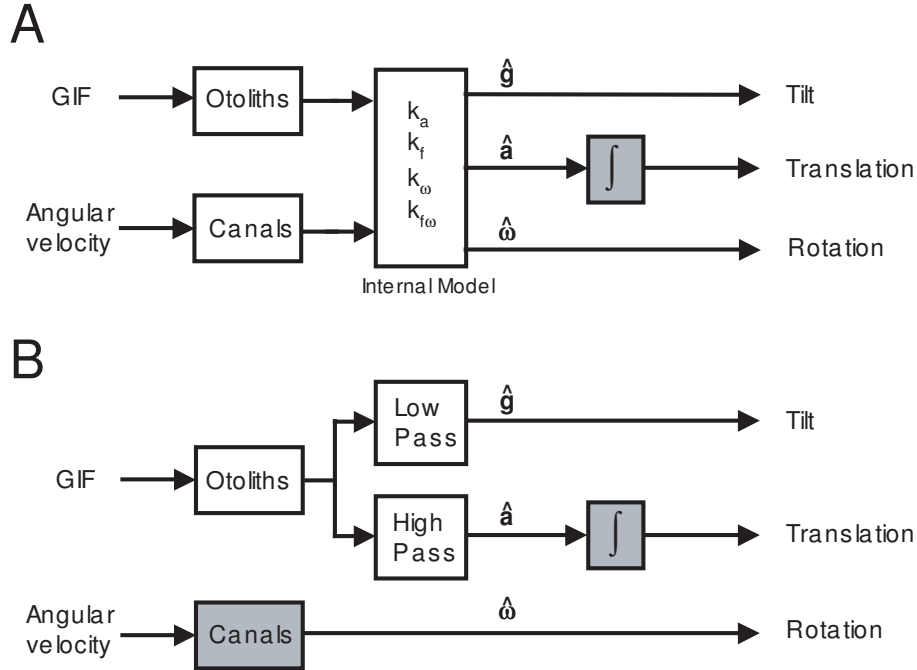 A
GIF
Otoliths
Angular
velocity
Canals
k_a
k_f
k_ω
k_fω
Internal Model
ĝ
Tilt
â
∫
Translation
ω̂
Rotation
B
GIF
Otoliths
Low
Pass
ĝ
Tilt
High
Pass
â
∫
Translation
Angular
velocity
Canals
ω̂
Rotation